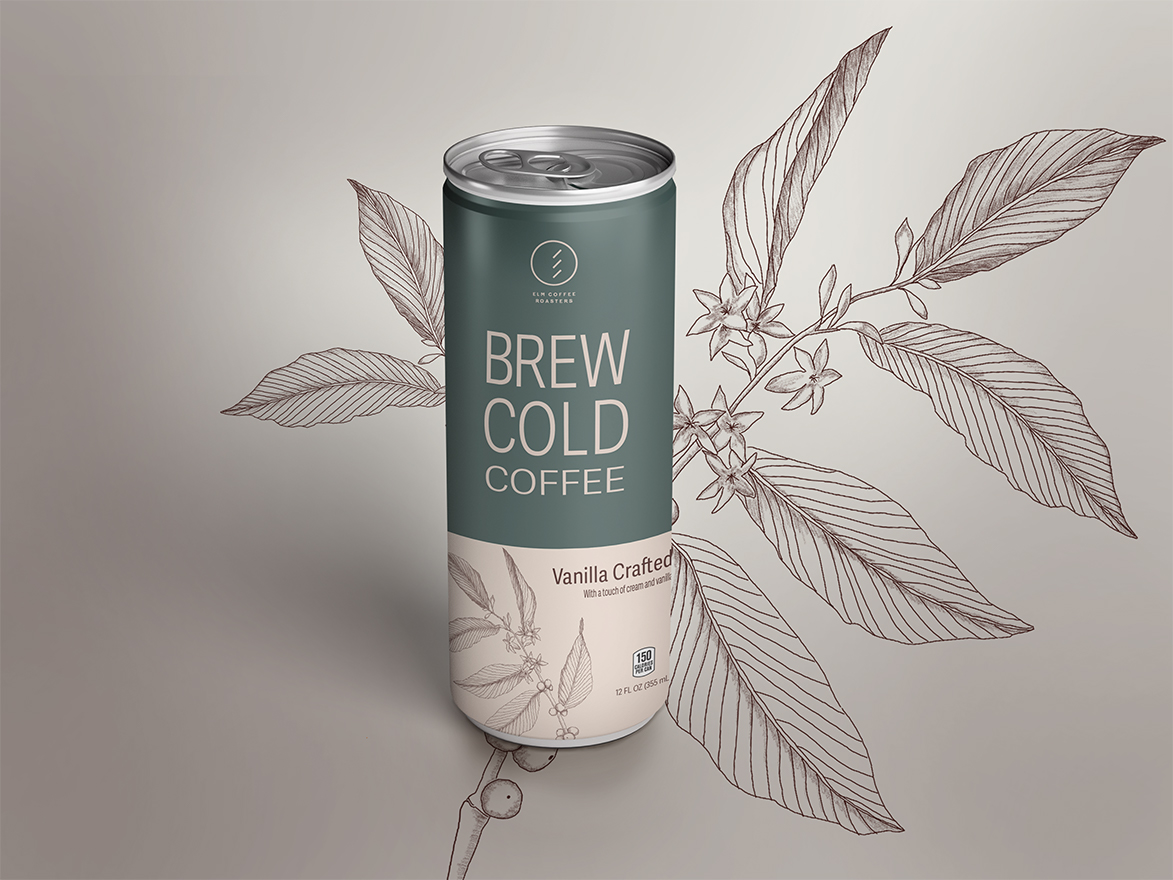 ELM COFFEE
ROASTERS
BREW
COLD
COFFEE
Vanilla Crafted
With a touch of cream and vanilla
150
CALORIES
PER CAN
12 FL OZ (355 mL